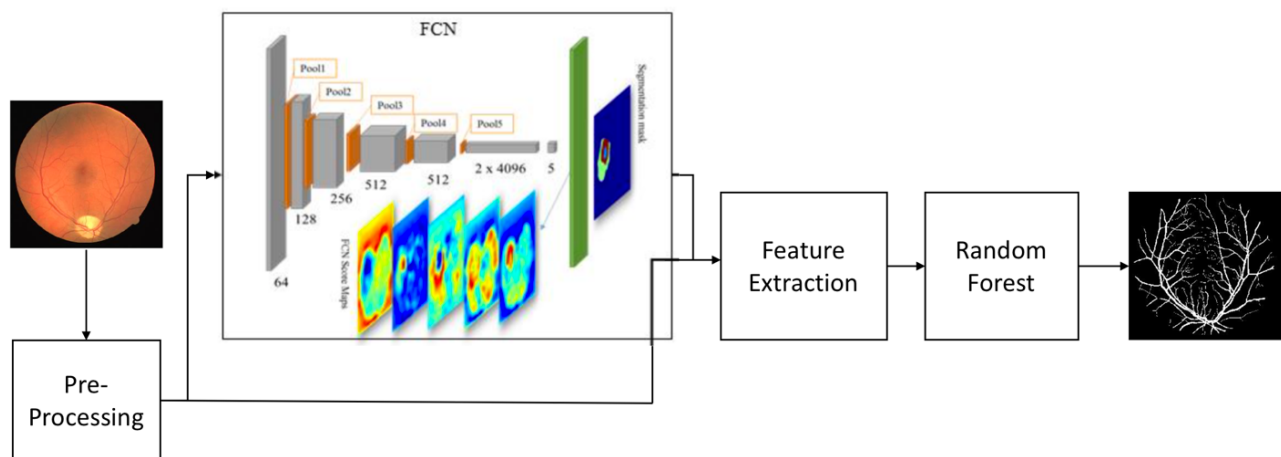 FCN
Pool1
Pool2
Pool3
Pool4
Pool5
64
128
256
512
512
2 x 4096
5
FCN Score Maps
Segmentation mask
Pre-
Processing
Feature
Extraction
Random
Forest